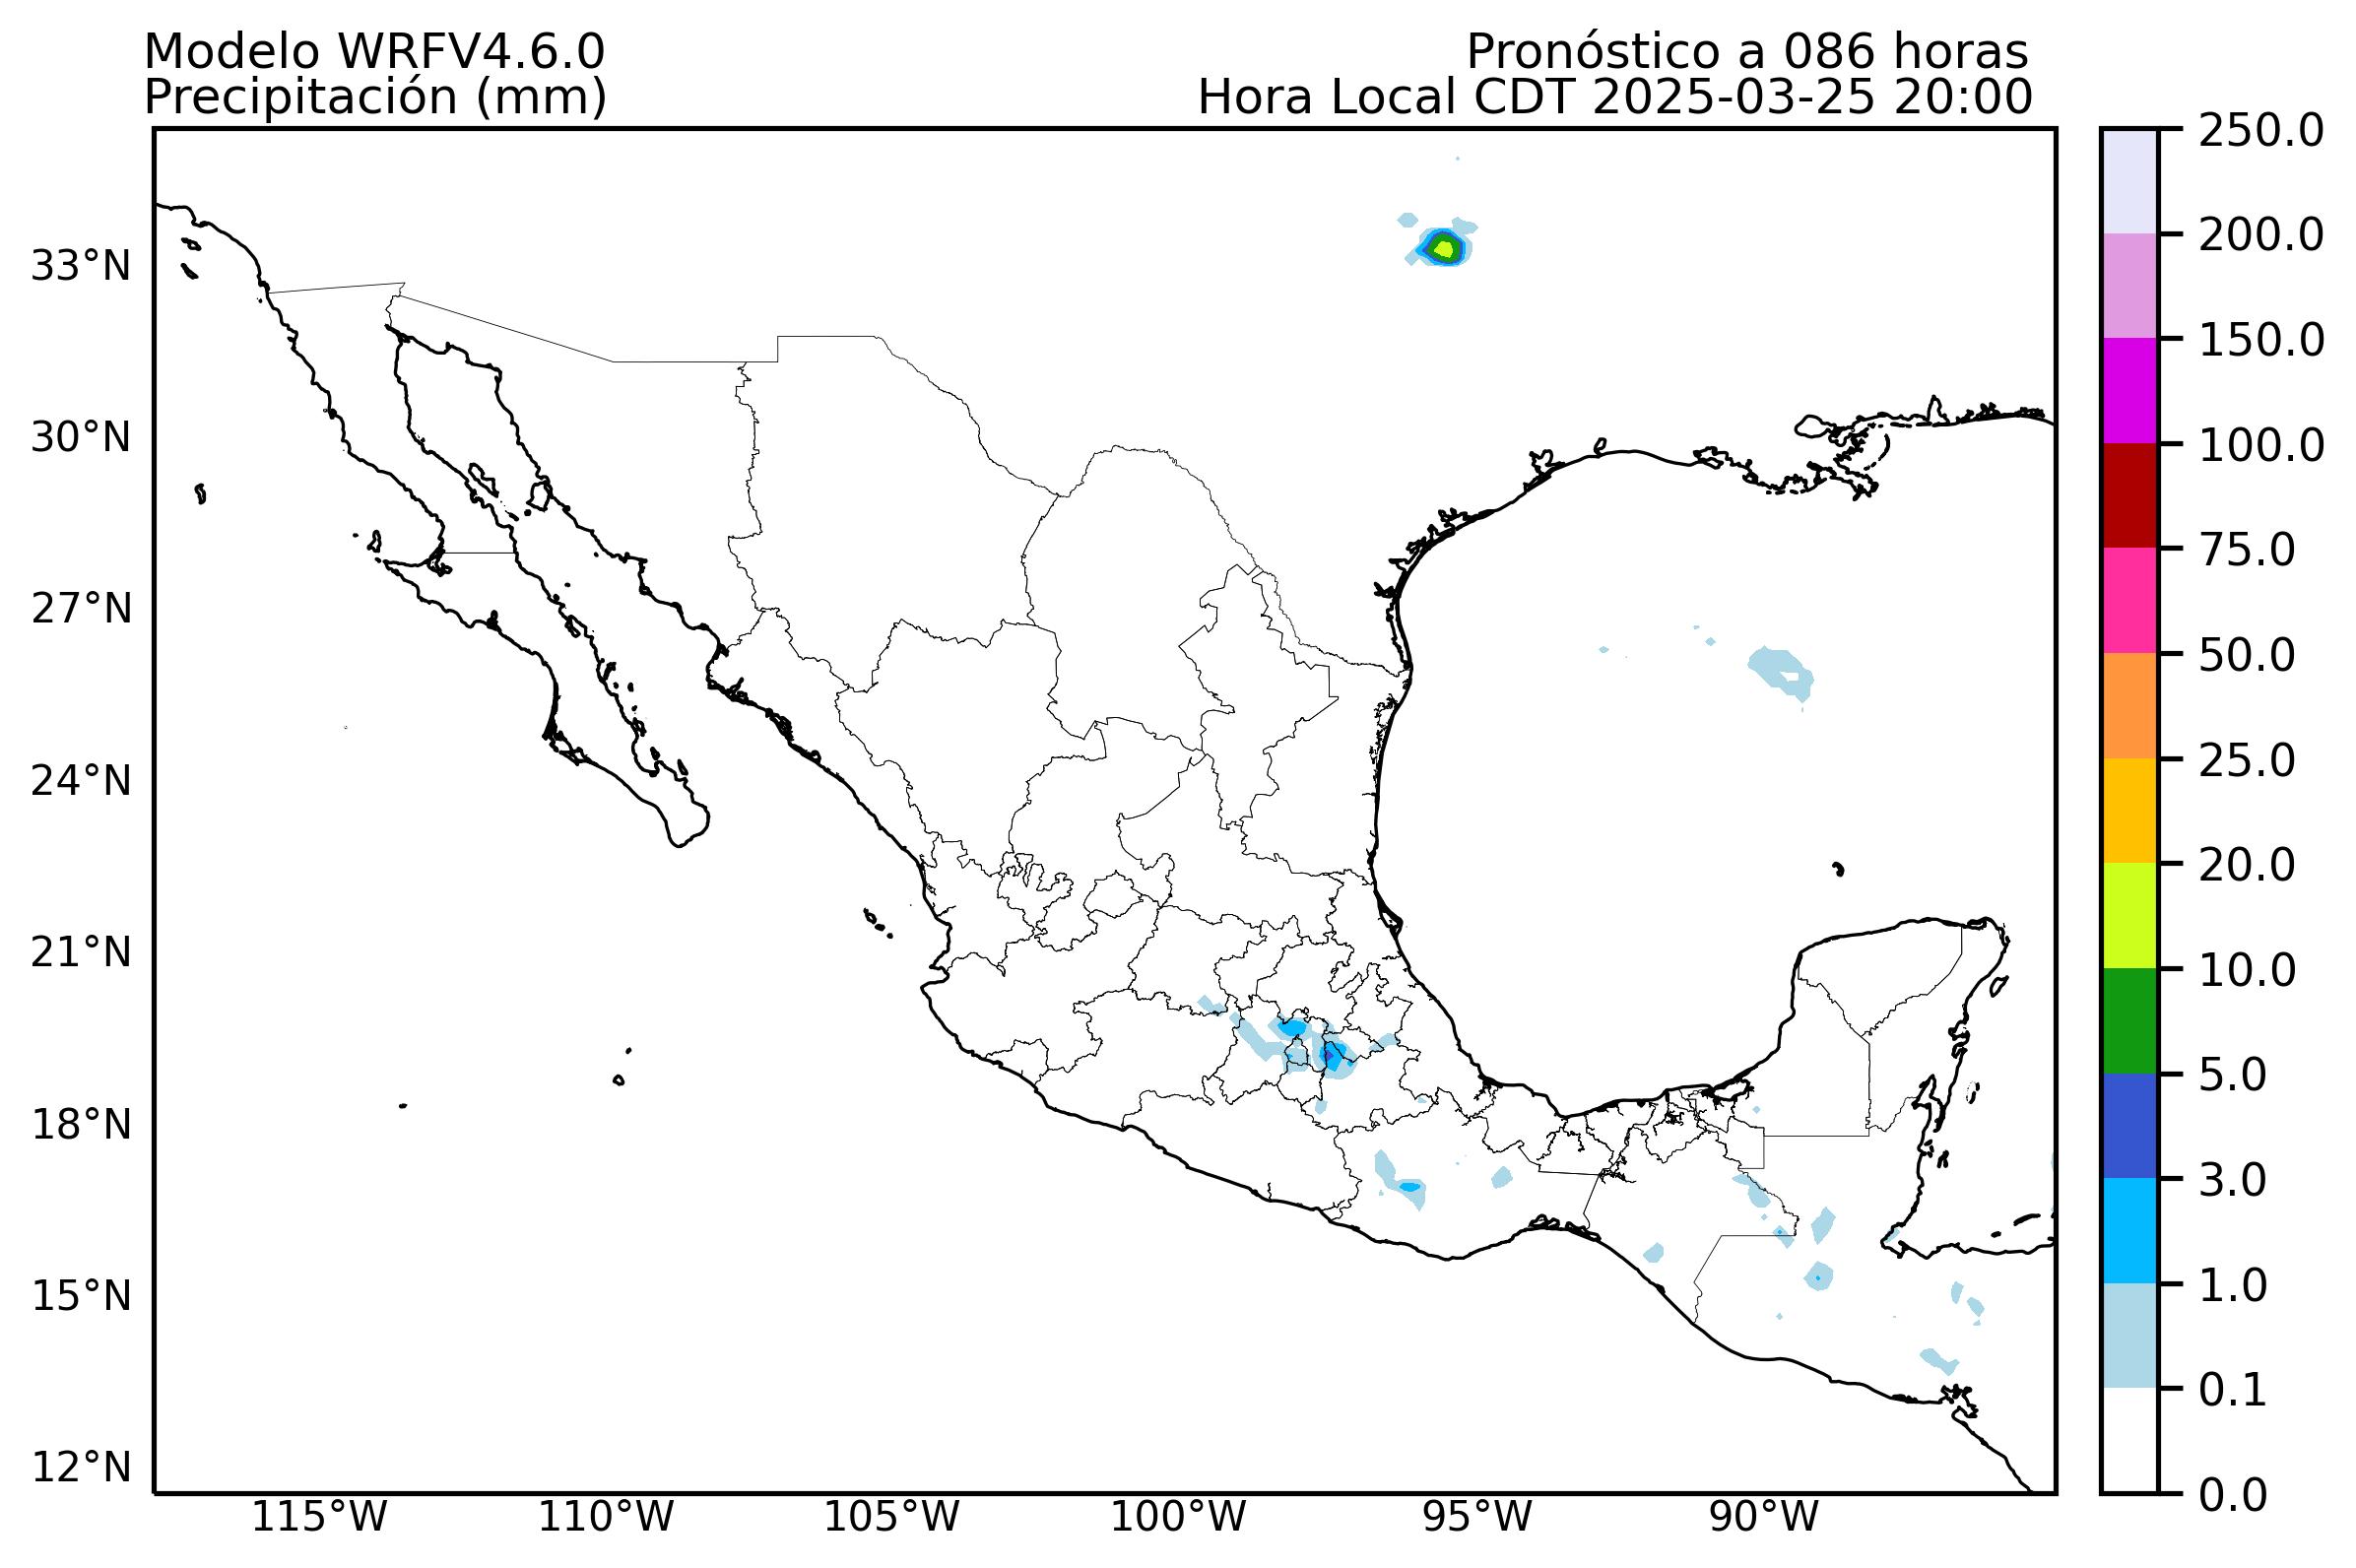 Modelo WRFV4.6.0
Precipitación (mm)
Pronóstico a 086 horas
Hora Local CDT 2025-03-25 20:00
33°N
30°N
27°N
24°N
21°N
18°N
15°N
12°N
115°W
110°W
105°W
100°W
95°W
90°W
250.0
200.0
150.0
100.0
75.0
50.0
25.0
20.0
10.0
5.0
3.0
1.0
0.1
0.0